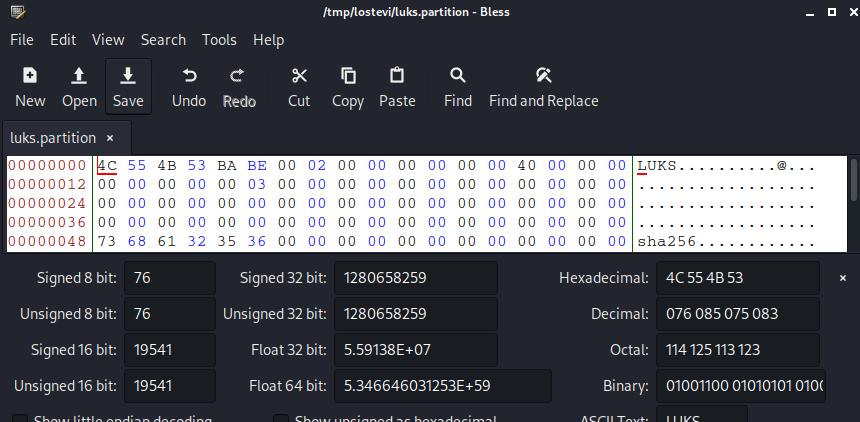 /tmp/lostevi/luks.partition - Bless
File Edit View Search Tools Help
New Open Save Undo Redo Cut Copy Paste Find Find and Replace
luks.partition ×
00000000 4C 55 4B 53 BA BE 00 02 00 00 00 00 00 00 40 00 00 00 LUKS..........@...
00000012 00 00 00 00 00 03 00 00 00 00 00 00 00 00 00 00 00 00 ..................
00000024 00 00 00 00 00 00 00 00 00 00 00 00 00 00 00 00 00 00 ..................
00000036 00 00 00 00 00 00 00 00 00 00 00 00 00 00 00 00 00 00 ..................
00000048 73 68 61 32 35 36 00 00 00 00 00 00 00 00 00 00 00 00 sha256............
Signed 8 bit: 76 Signed 32 bit: 1280658259 Hexadecimal: 4C 55 4B 53 ×
Unsigned 8 bit: 76 Unsigned 32 bit: 1280658259 Decimal: 076 085 075 083
Signed 16 bit: 19541 Float 32 bit: 5.59138E+07 Octal: 114 125 113 123
Unsigned 16 bit: 19541 Float 64 bit: 5.346646031253E+59 Binary: 01001100 01010101 0100
Show little endian decoding Show unsigned as hexadecimal ASCII Text: LUKS